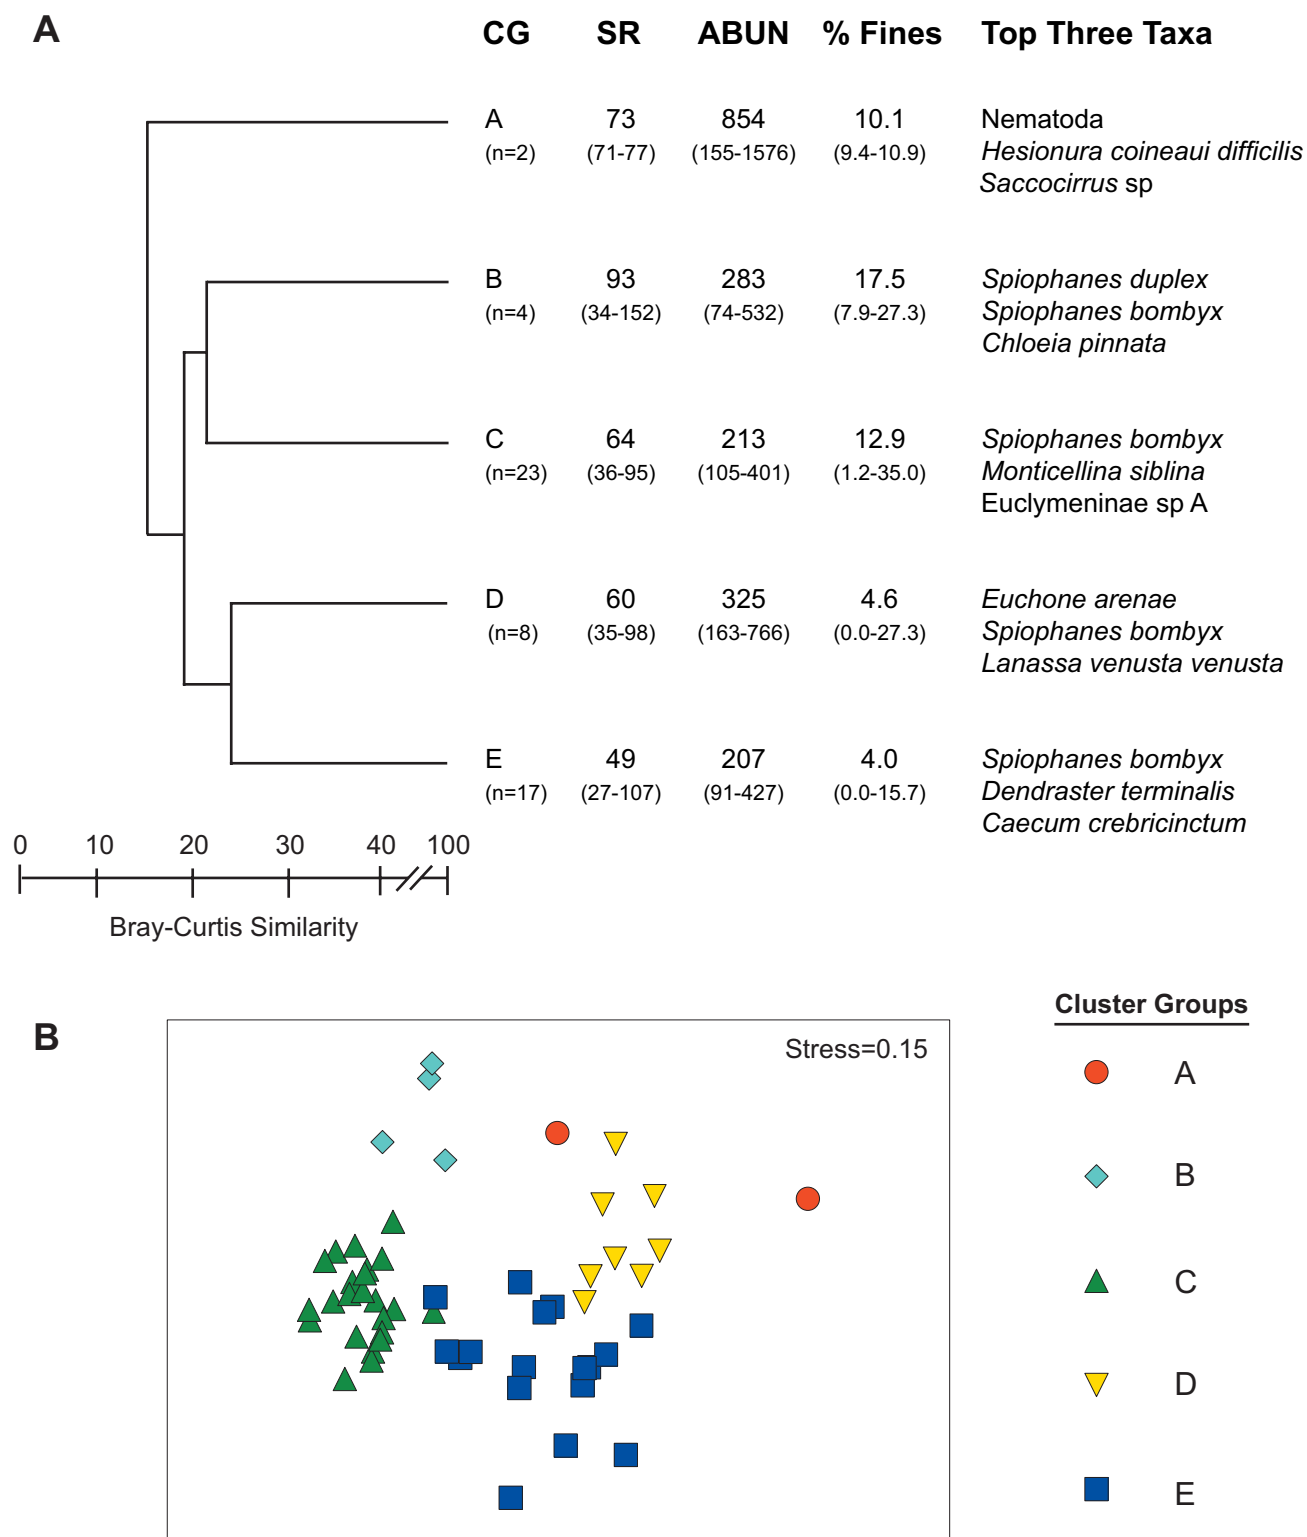 A
CG SR ABUN % Fines Top Three Taxa
A 73 854 10.1 Nematoda
(n=2) (71-77) (155-1576) (9.4-10.9) Hesionura coineaui difficilis
Saccocirrus sp
B 93 283 17.5 Spiophanes duplex
(n=4) (34-152) (74-532) (7.9-27.3) Spiophanes bombyx
Chloeia pinnata
C 64 213 12.9 Spiophanes bombyx
(n=23) (36-95) (105-401) (1.2-35.0) Monticellina siblina
Euclymeninae sp A
D 60 325 4.6 Euchone arenae
(n=8) (35-98) (163-766) (0.0-27.3) Spiophanes bombyx
Lanassa venusta venusta
E 49 207 4.0 Spiophanes bombyx
(n=17) (27-107) (91-427) (0.0-15.7) Dendraster terminalis
Caecum crebricinctum
0 10 20 30 40 100
Bray-Curtis Similarity
B
Stress=0.15
Cluster Groups
A
B
C
D
E